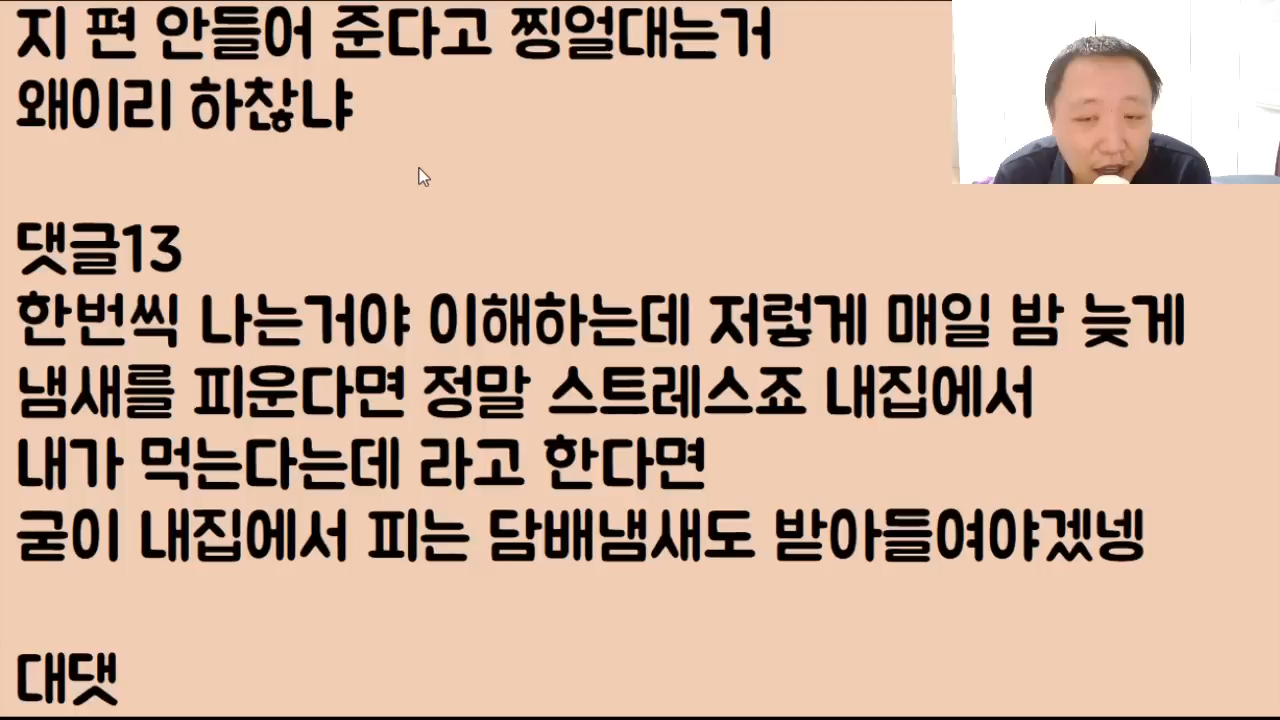 지 편 안들어 준다고 찡얼대는거
왜이리 하찮냐
댓글13
한번씩 나는거야 이해하는데 저렇게 매일 밤 늦게
냄새를 피운다면 정말 스트레스죠 내집에서
내가 먹는다는데 라고 한다면
굳이 내집에서 피는 담배냄새도 받아들여야겠넹
대댓